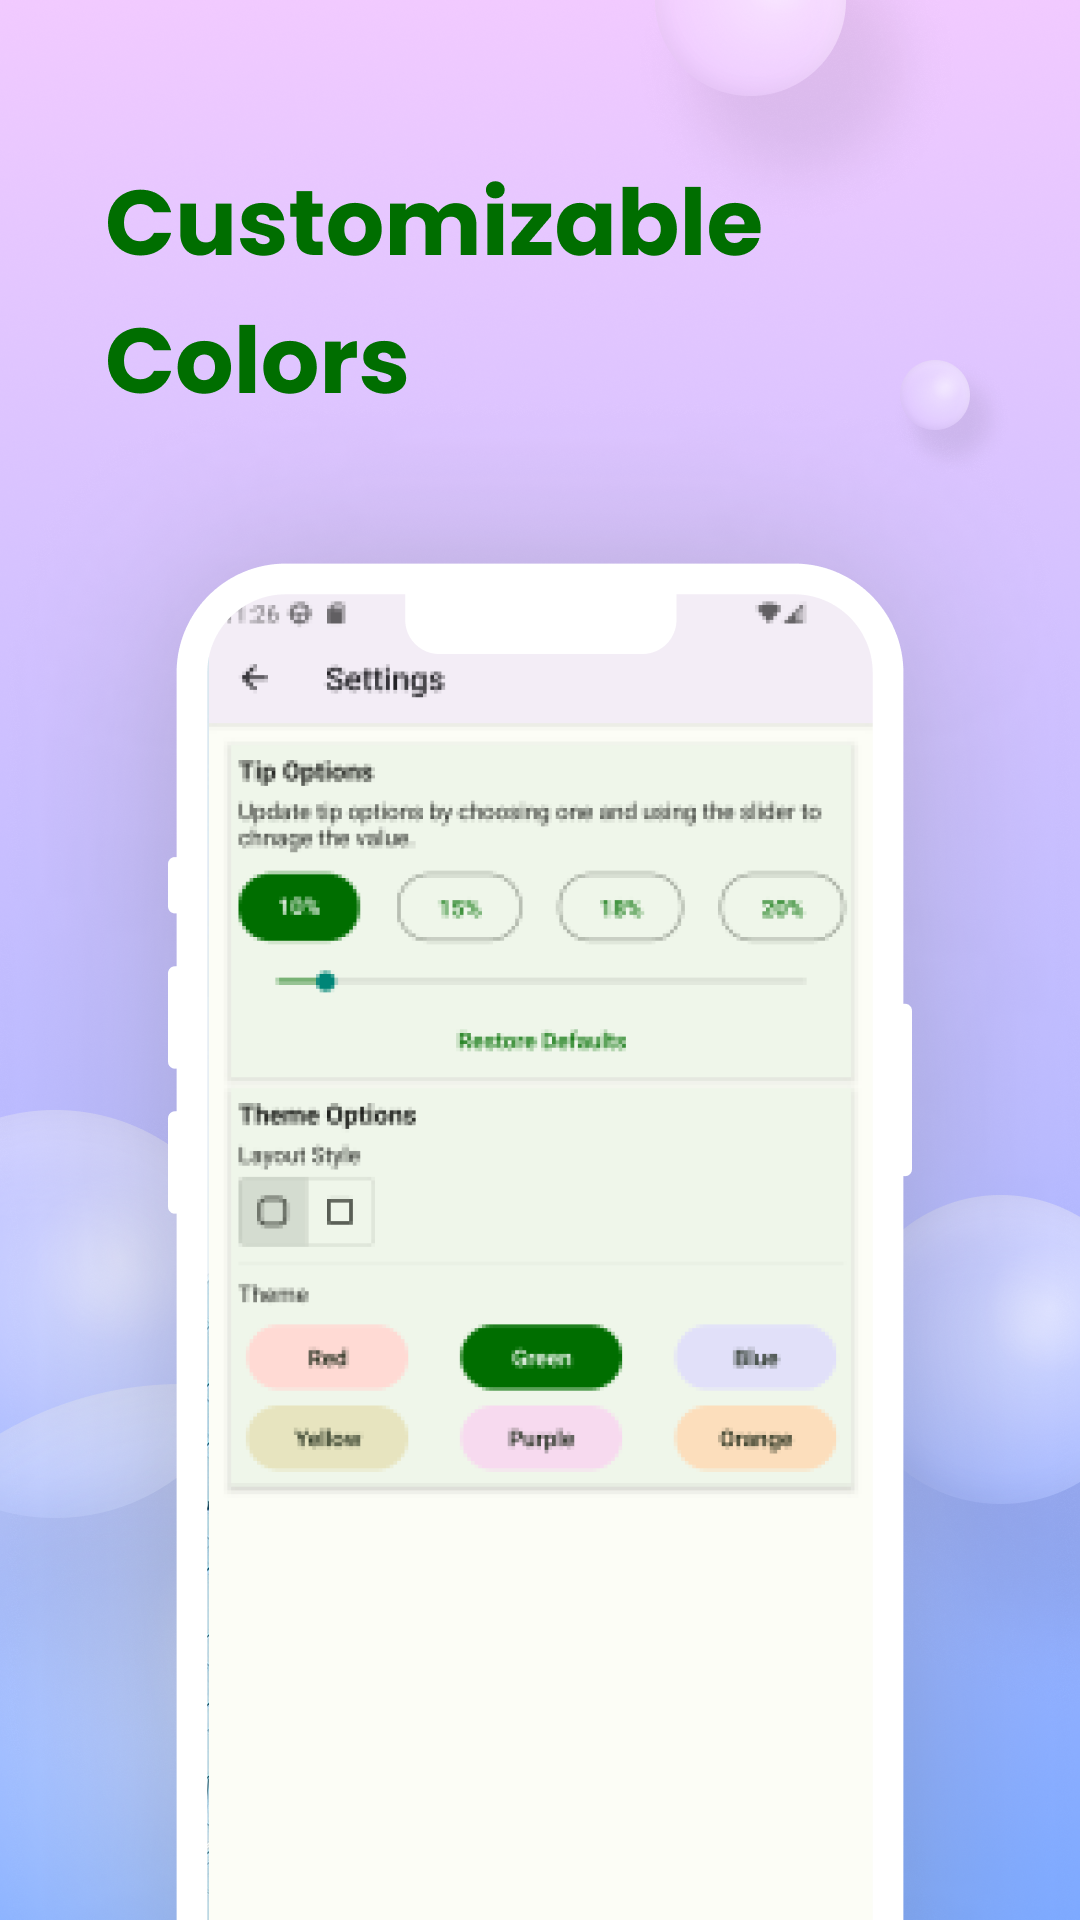 Customizable
Colors
1:26
Settings
Tip Options
Update tip options by choosing one and using the slider to
chnage the value.
10% 15% 18% 20%
Restore Defaults
Theme Options
Layout Style
Theme
Red Green Blue
Yellow Purple Orange